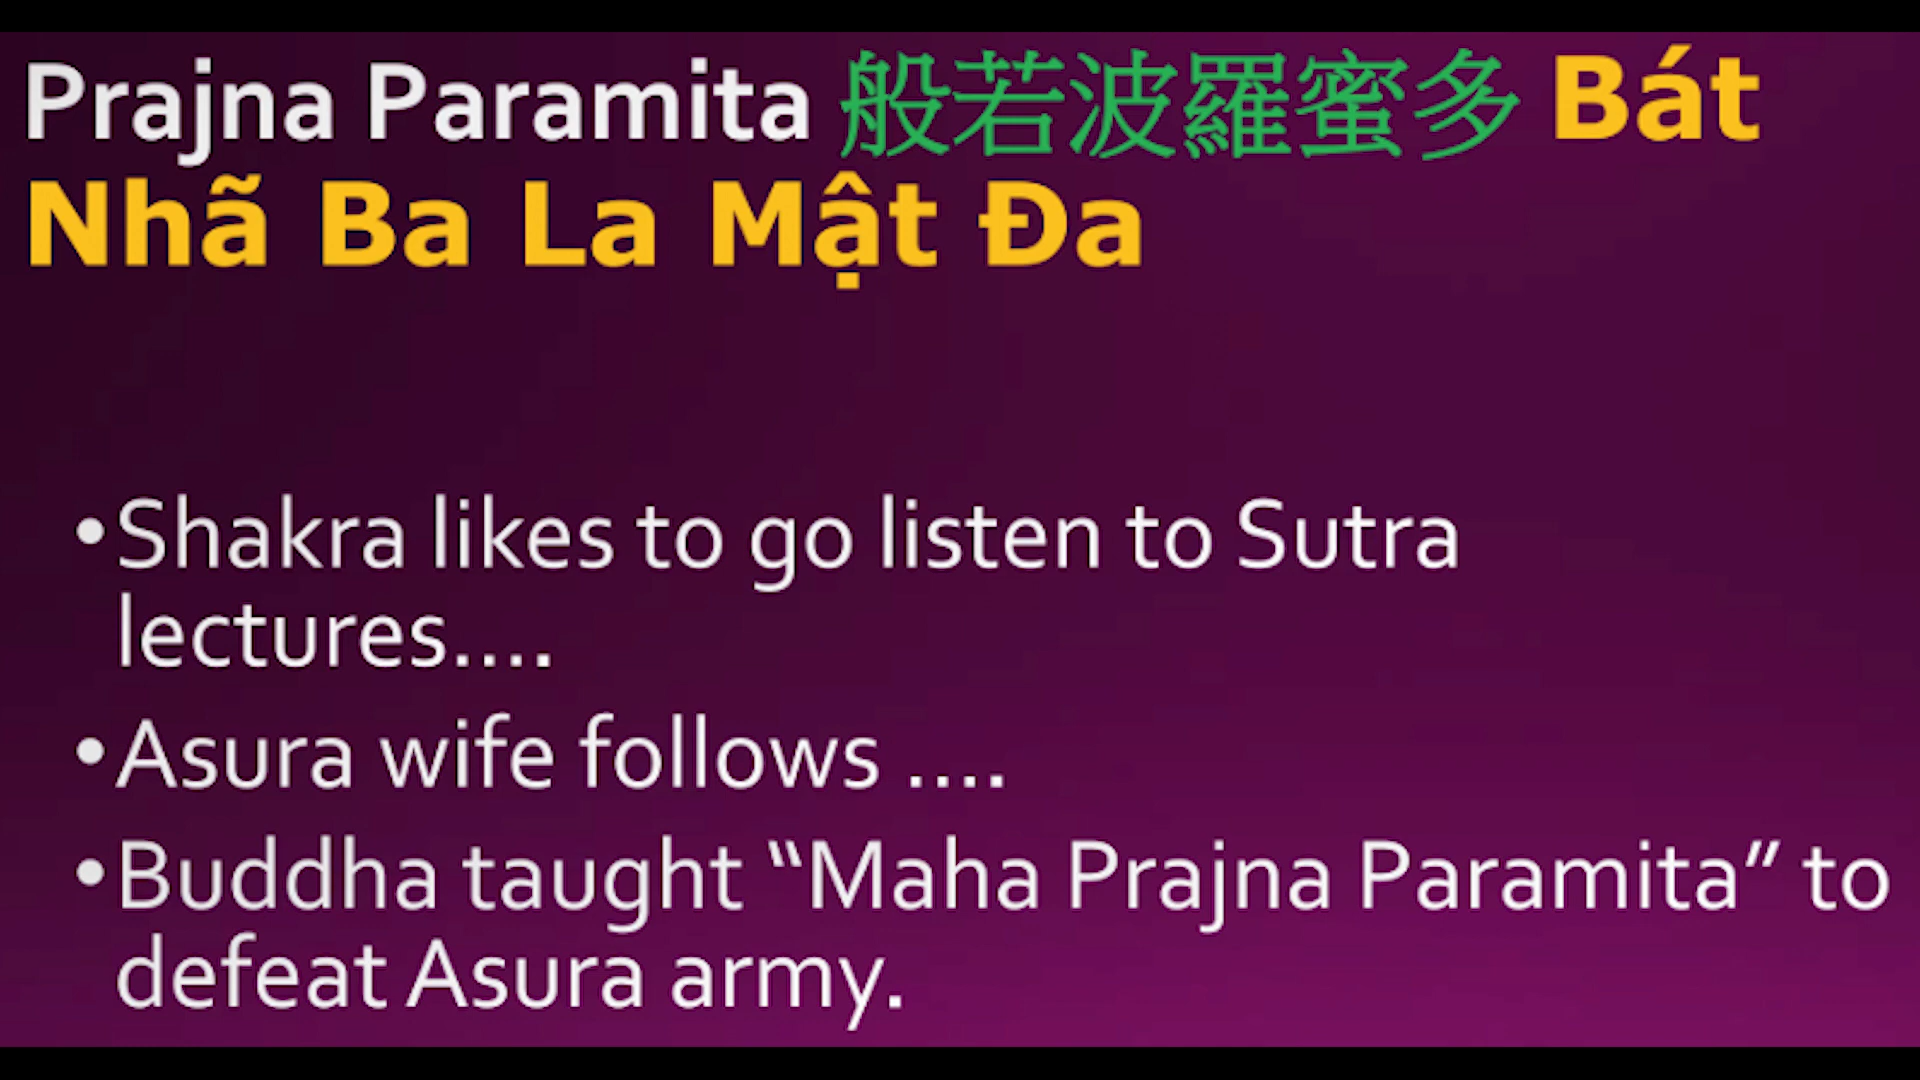 Prajna Paramita 般若波羅蜜多 Bát
Nhã Ba La Mật Đa
•Shakra likes to go listen to Sutra
lectures....
•Asura wife follows ....
•Buddha taught “Maha Prajna Paramita” to
defeat Asura army.